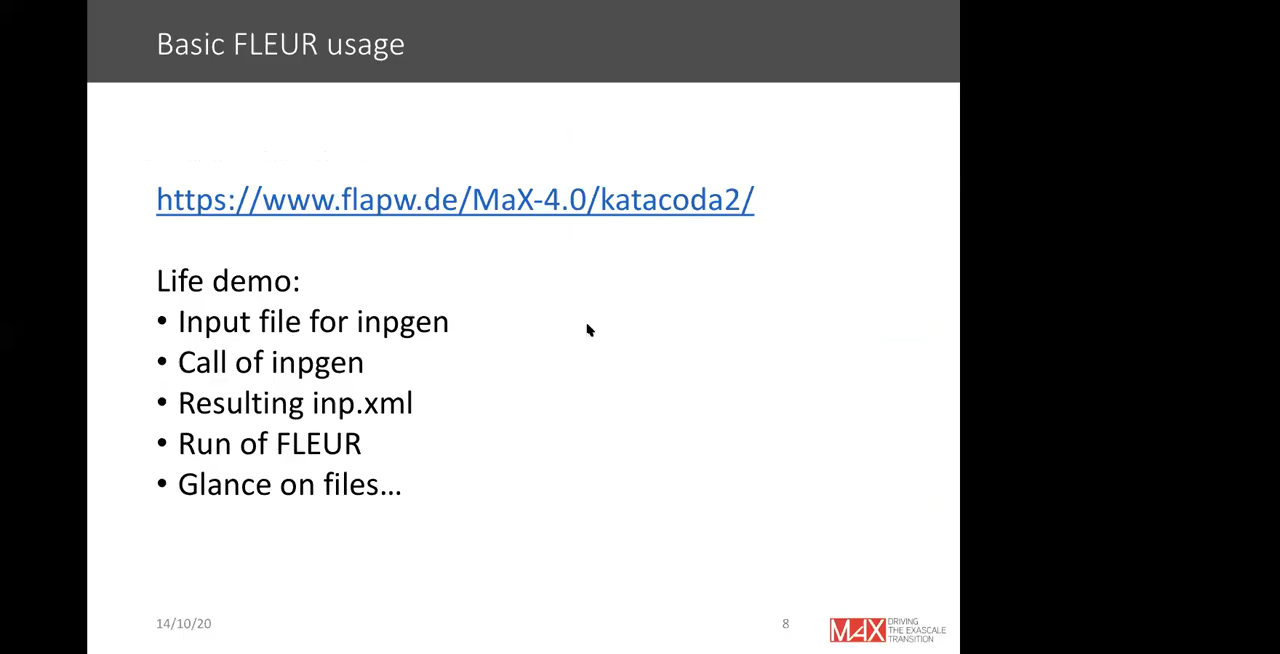 Basic FLEUR usage
https://www.flapw.de/MaX-4.0/katacoda2/
Life demo:
• Input file for inpgen
• Call of inpgen
• Resulting inp.xml
• Run of FLEUR
• Glance on files...
14/10/20
8
MAX
DRIVING
THE EXASCALE
TRANSITION